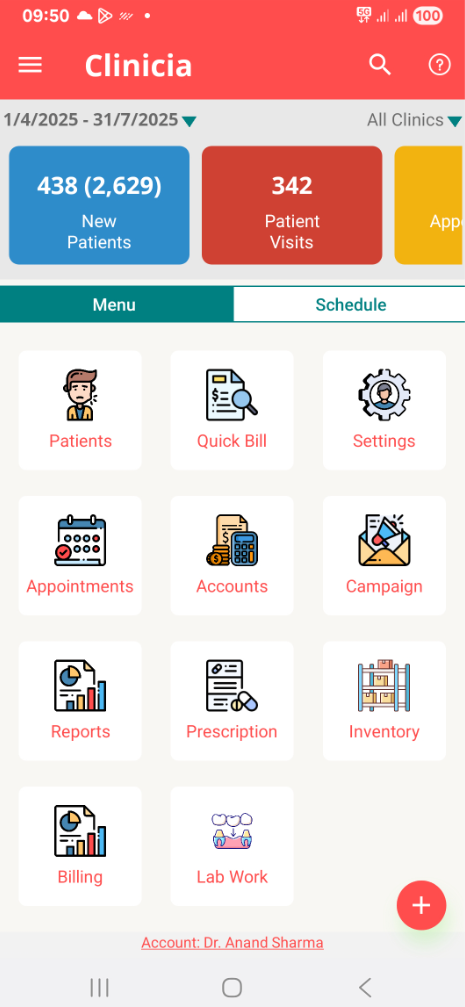 09:50
5G
100
Clinicia
1/4/2025 - 31/7/2025
All Clinics
438 (2,629)
New
Patients
342
Patient
Visits
Menu
Schedule
Patients
Quick Bill
Settings
Appointments
Accounts
Campaign
Reports
Prescription
Inventory
Billing
Lab Work
+
Account: Dr. Anand Sharma